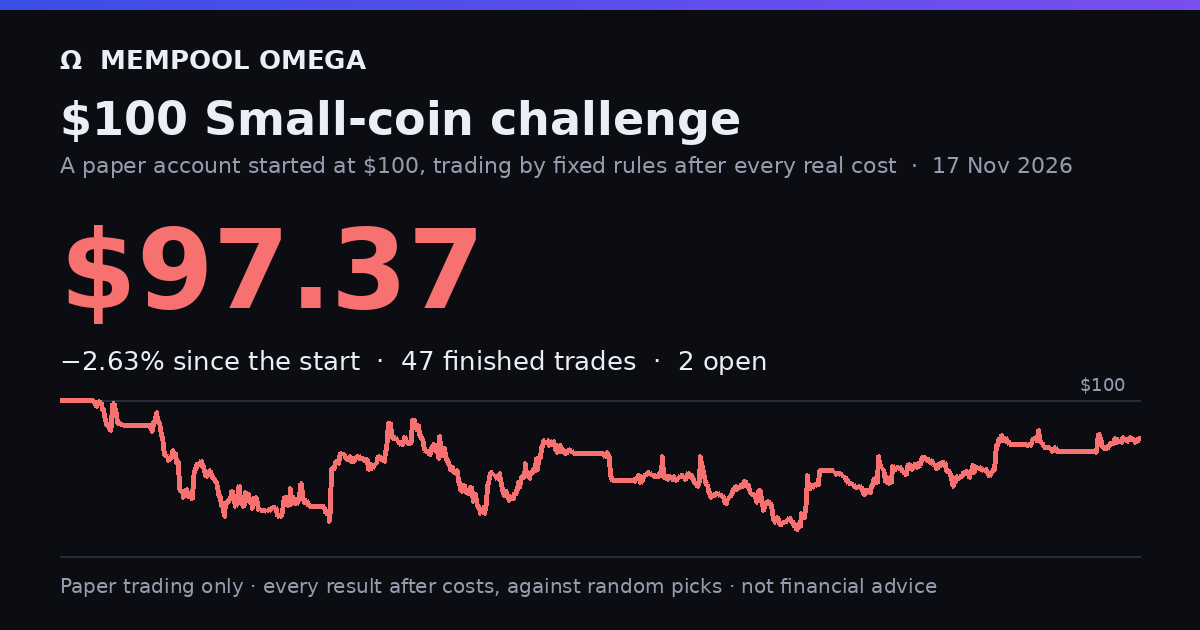 Ω MEMPOOL OMEGA
$100 Small-coin challenge
A paper account started at $100, trading by fixed rules after every real cost · 17 Nov 2026
$97.37
−2.63% since the start · 47 finished trades · 2 open
$100
Paper trading only · every result after costs, against random picks · not financial advice